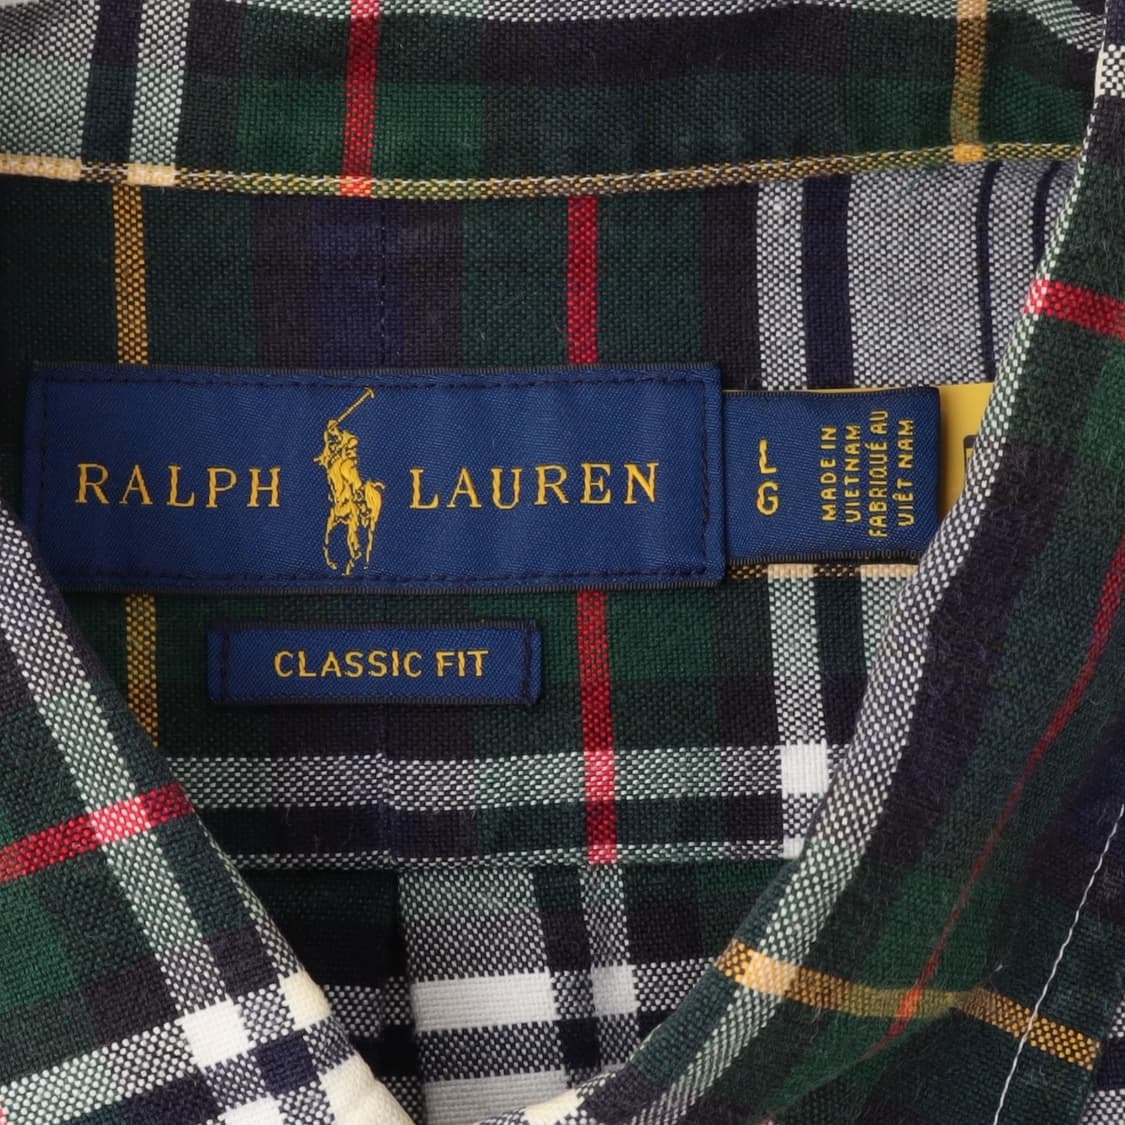 RALPH LAUREN
L
G
MADE IN
VIETNAM
FABRIQUÉ AU
VIÊT NAM
CLASSIC FIT